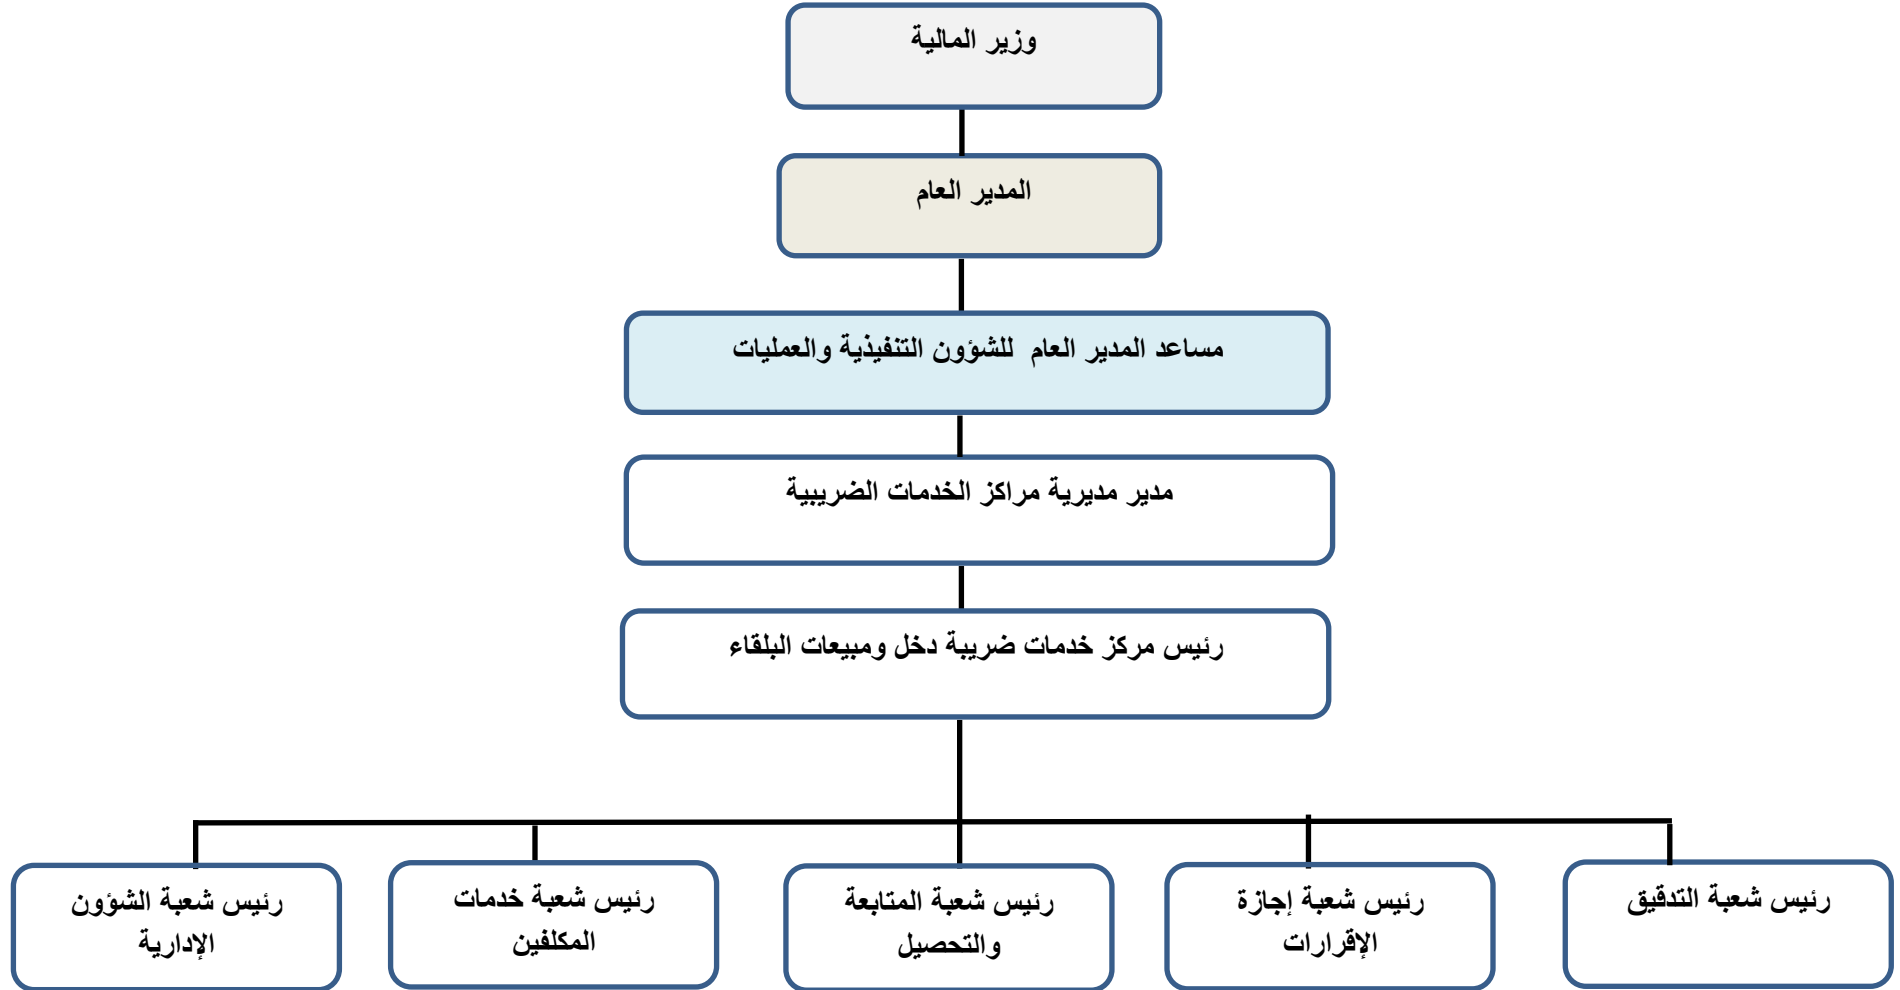 وزير المالية
المدير العام
مساعد المدير العام للشؤون التنفيذية والعمليات
مدير مديرية مراكز الخدمات الضريبية
رئيس مركز خدمات ضريبة دخل ومبيعات البلقاء
رئيس شعبة التدقيق
رئيس شعبة إجازة
الإقرارات
رئيس شعبة المتابعة
والتحصيل
رئيس شعبة خدمات
المكلفين
رئيس شعبة الشؤون
الإدارية